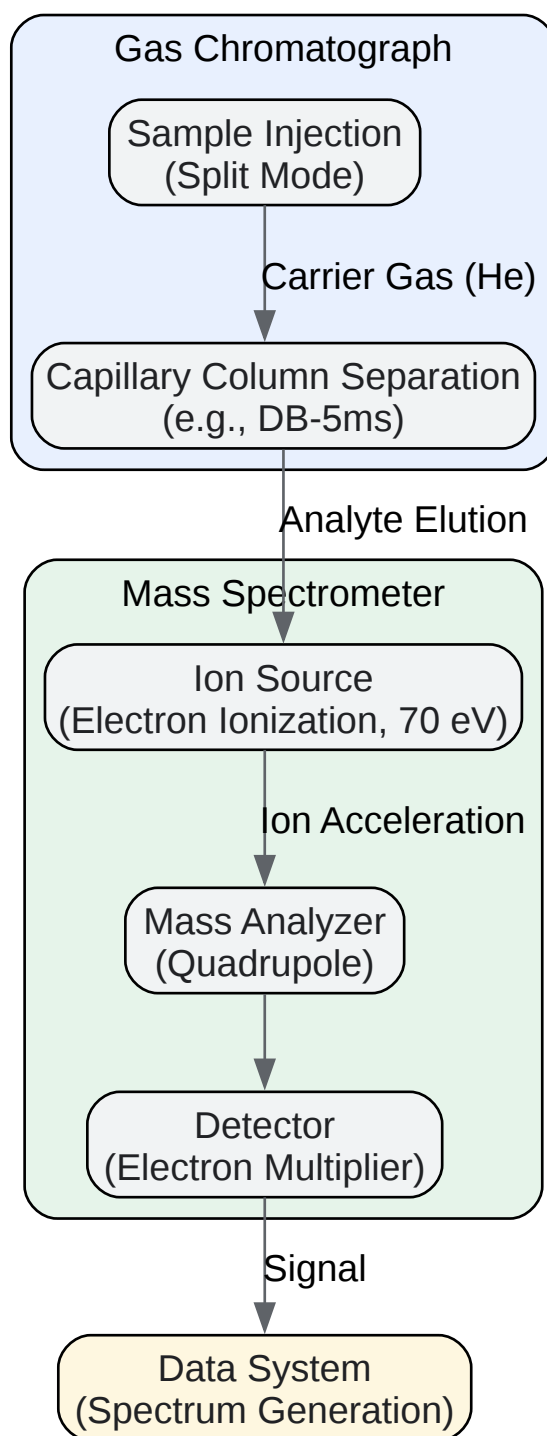 Gas Chromatograph
Sample Injection
(Split Mode)
Carrier Gas (He)
Capillary Column Separation
(e.g., DB-5ms)
Analyte Elution
Mass Spectrometer
Ion Source
(Electron Ionization, 70 eV)
Ion Acceleration
Mass Analyzer
(Quadrupole)
Detector
(Electron Multiplier)
Signal
Data System
(Spectrum Generation)